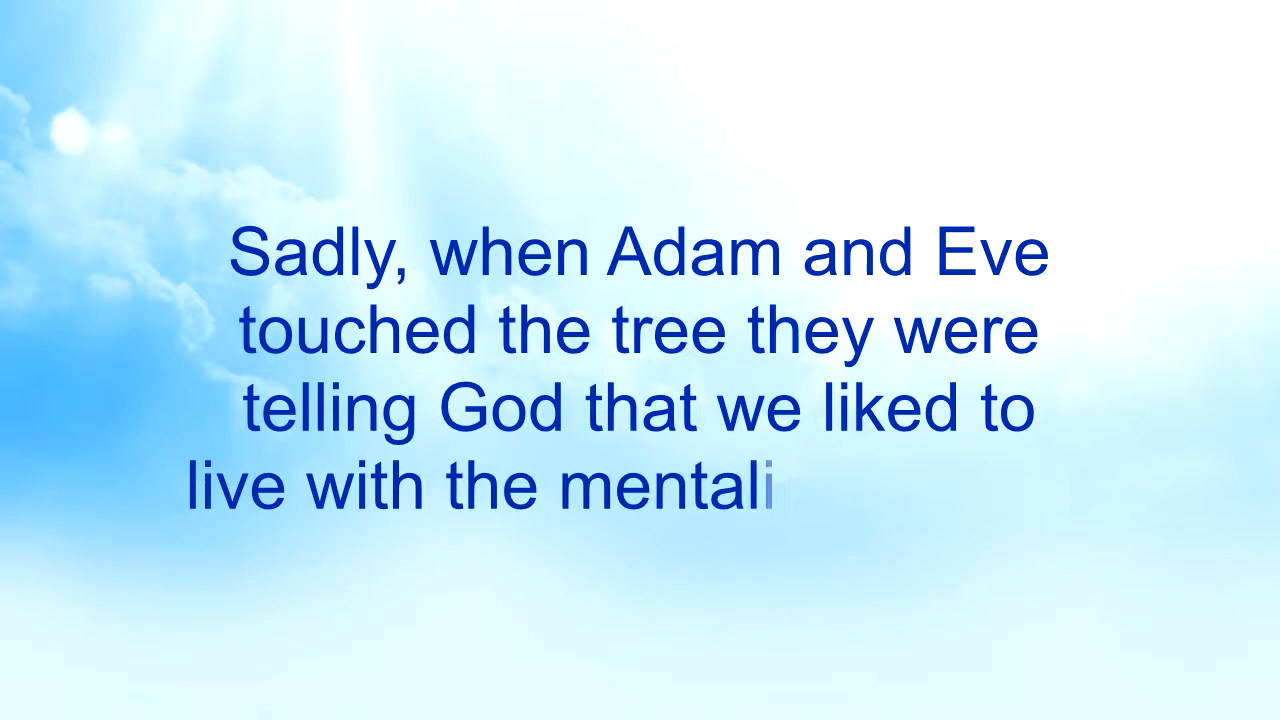 Sadly, when Adam and Eve
touched the tree they were
telling God that we liked to
live with the mentali